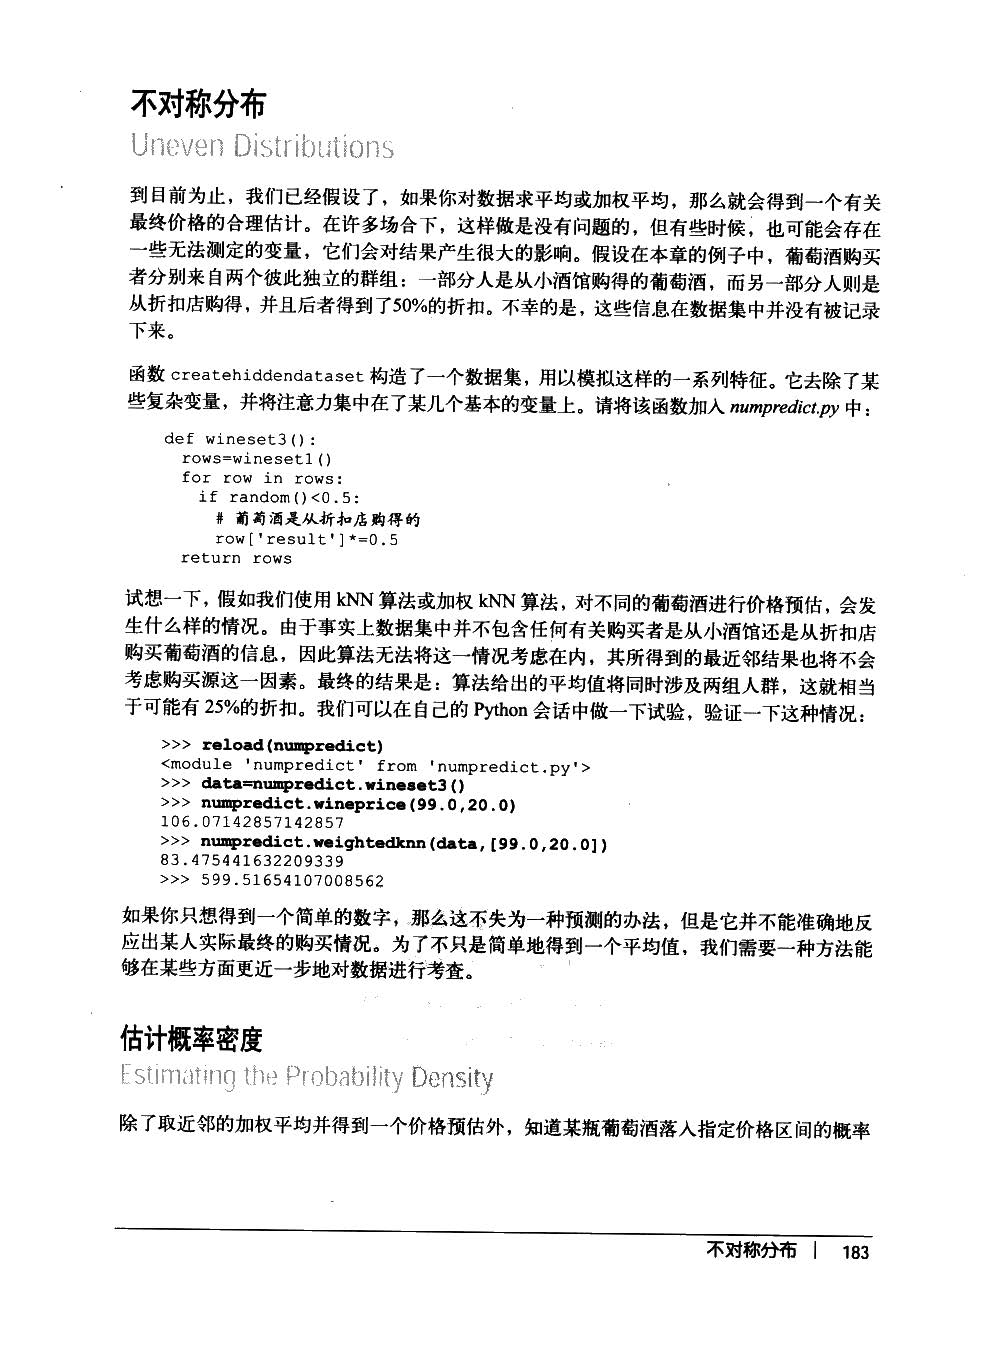 不对称分布
Uneven Distributions
到目前为止，我们已经假设了，如果你对数据求平均或加权平均，那么就会得到一个有关
最终价格的合理估计。在许多场合下，这样做是没有问题的，但有些时候，也可能会存在
一些无法测定的变量，它们会对结果产生很大的影响。假设在本章的例子中，葡萄酒购买
者分别来自两个彼此独立的群组：一部分人是从小酒馆购得的葡萄酒，而另一部分人则是
从折扣店购得，并且后者得到了50%的折扣。不幸的是，这些信息在数据集中并没有被记录
下来。
函数 createhiddendataset 构造了一个数据集，用以模拟这样的一系列特征。它去除了某
些复杂变量，并将注意力集中在了某几个基本的变量上。请将该函数加入 numpredict.py 中：
def wineset3():
  rows=wineset1()
  for row in rows:
    if random()<0.5:
      # 葡萄酒是从折扣店购得的
      row['result']*=0.5
  return rows
试想一下，假如我们使用 kNN 算法或加权 kNN 算法，对不同的葡萄酒进行价格预估，会发
生什么样的情况。由于事实上数据集中并不包含任何有关购买者是从小酒馆还是从折扣店
购买葡萄酒的信息，因此算法无法将这一情况考虑在内，其所得到的最近邻结果也将不会
考虑购买源这一因素。最终的结果是：算法给出的平均值将同时涉及两组人群，这就相当
于可能有 25%的折扣。我们可以在自己的 Python 会话中做一下试验，验证一下这种情况：
>>> reload(numpredict)
<module 'numpredict' from 'numpredict.py'>
>>> data=numpredict.wineset3()
>>> numpredict.wineprice(99.0,20.0)
106.07142857142857
>>> numpredict.weightedknn(data,[99.0,20.0])
83.475441632209339
>>> 599.51654107008562
如果你只想得到一个简单的数字，那么这不失为一种预测的办法，但是它并不能准确地反
应出某人实际最终的购买情况。为了不只是简单地得到一个平均值，我们需要一种方法能
够在某些方面更近一步地对数据进行考查。
估计概率密度
Estimating the Probability Density
除了取近邻的加权平均并得到一个价格预估外，知道某瓶葡萄酒落入指定价格区间的概率
不对称分布 | 183